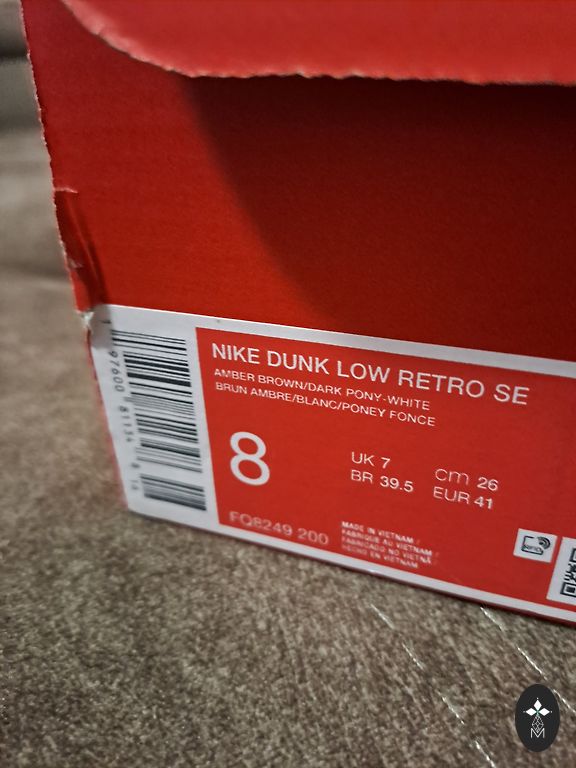 NIKE DUNK LOW RETRO SE
AMBER BROWN/DARK PONY-WHITE
BRUN AMBRE/BLANC/PONEY FONCE
8
UK 7
cm 26
BR 39.5
EUR 41
FQ8249 200
MADE IN VIETNAM /
FABRIQUE AU VIETNAM /
FABRICADO NO VIETNÃ /
HECHO EN VIETNAM
RFID
M